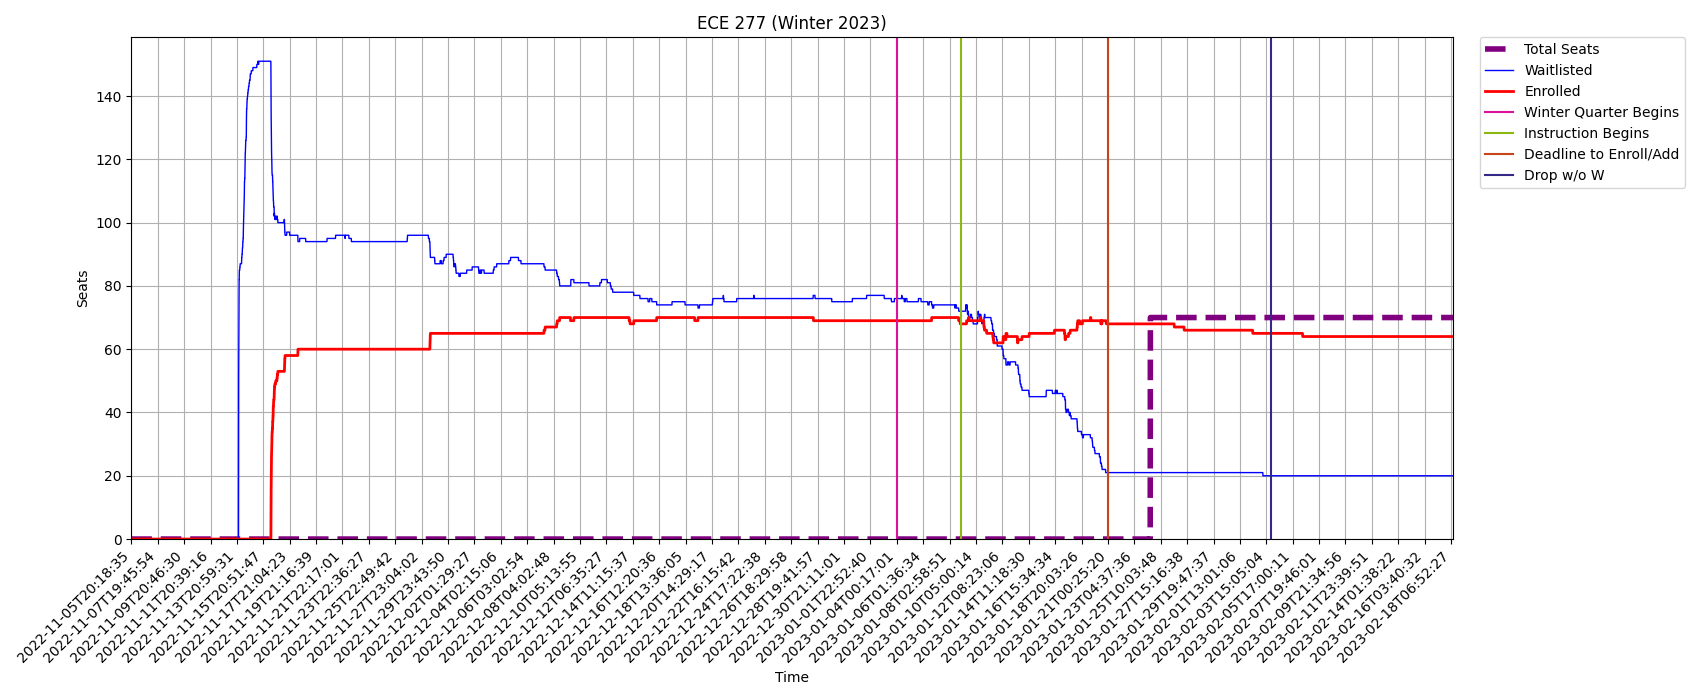 ECE 277 (Winter 2023)
Total Seats
Waitlisted
Enrolled
Winter Quarter Begins
Instruction Begins
Deadline to Enroll/Add
Drop w/o W
Seats
140
120
100
80
60
40
20
0
2022-11-05T20:18:35
2022-11-07T19:45:54
2022-11-09T20:46:30
2022-11-11T20:39:16
2022-11-13T20:59:31
2022-11-15T20:51:47
2022-11-17T21:04:23
2022-11-19T21:16:39
2022-11-21T22:17:01
2022-11-23T22:36:27
2022-11-25T22:49:42
2022-11-27T23:04:02
2022-11-29T23:43:50
2022-12-02T01:29:27
2022-12-04T02:15:06
2022-12-06T03:02:54
2022-12-08T04:02:48
2022-12-10T05:13:55
2022-12-12T06:35:27
2022-12-14T11:15:37
2022-12-16T12:20:36
2022-12-18T13:36:05
2022-12-20T14:29:17
2022-12-22T16:15:42
2022-12-24T17:22:38
2022-12-26T18:29:58
2022-12-28T19:41:57
2022-12-30T21:11:01
2023-01-01T22:52:40
2023-01-04T00:17:01
2023-01-06T01:36:34
2023-01-08T02:58:51
2023-01-10T05:00:14
2023-01-12T08:23:06
2023-01-14T11:18:30
2023-01-16T15:34:34
2023-01-18T20:03:26
2023-01-21T00:25:20
2023-01-23T04:37:36
2023-01-25T10:03:48
2023-01-27T15:16:38
2023-01-29T19:47:37
2023-02-01T13:01:06
2023-02-03T15:05:04
2023-02-05T17:00:11
2023-02-07T19:46:01
2023-02-09T21:34:56
2023-02-11T23:39:51
2023-02-14T01:38:22
2023-02-16T03:40:32
2023-02-18T06:52:27
Time